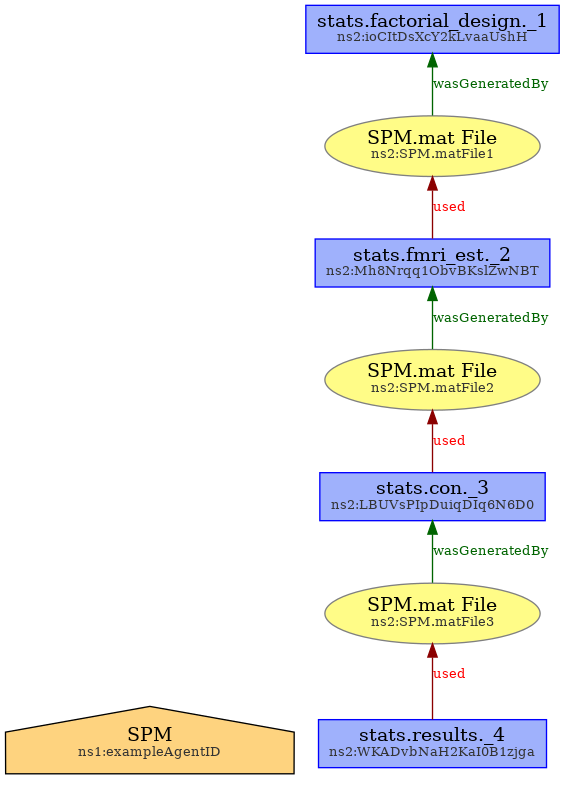 stats.factorial_design._1
ns2:ioCItDsXcY2kLvaaUshH
wasGeneratedBy
SPM.mat File
ns2:SPM.matFile1
used
stats.fmri_est._2
ns2:Mh8Nrqq1ObvBKslZwNBT
wasGeneratedBy
SPM.mat File
ns2:SPM.matFile2
used
stats.con._3
ns2:LBUVsPIpDuiqDIq6N6D0
wasGeneratedBy
SPM.mat File
ns2:SPM.matFile3
used
SPM
ns1:exampleAgentID
stats.results._4
ns2:WKADvbNaH2KaI0B1zjga